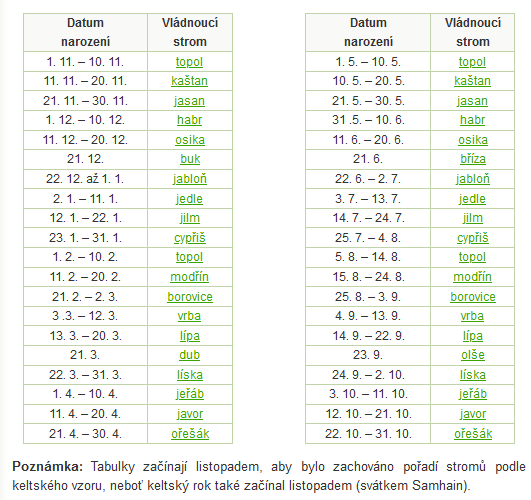 Datum narození Vládnoucí strom
1. 11. – 10. 11. topol
11. 11. – 20. 11. kaštan
21. 11. – 30. 11. jasan
1. 12. – 10. 12. habr
11. 12. – 20. 12. osika
21. 12. buk
22. 12. až 1. 1. jabloň
2. 1. – 11. 1. jedle
12. 1. – 22. 1. jilm
23. 1. – 31. 1. cypřiš
1. 2. – 10. 2. topol
11. 2. – 20. 2. modřín
21. 2. – 2. 3. borovice
3 .3. – 12. 3. vrba
13. 3. – 20. 3. lípa
21. 3. dub
22. 3. – 31. 3. líska
1. 4. – 10. 4. jeřáb
11. 4. – 20. 4. javor
21. 4. – 30. 4. ořešák
Datum narození Vládnoucí strom
1. 5. – 10. 5. topol
10. 5. – 20. 5. kaštan
21. 5. – 30. 5. jasan
31. 5. – 10. 6. habr
11. 6. – 20. 6. osika
21. 6. bříza
22. 6. – 2. 7. jabloň
3. 7. – 13. 7. jedle
14. 7. – 24. 7. jilm
25. 7. – 4. 8. cypřiš
5. 8. – 14. 8. topol
15. 8. – 24. 8. modřín
25. 8. – 3. 9. borovice
4. 9. – 13. 9. vrba
14. 9. – 22. 9. lípa
23. 9. olše
24. 9. – 2. 10. líska
3. 10. – 11. 10. jeřáb
12. 10. – 21. 10. javor
22. 10. – 31. 10. ořešák
Poznámka: Tabulky začínají listopadem, aby bylo zachováno pořadí stromů podle
keltského vzoru, neboť keltský rok také začínal listopadem (svátkem Samhain).